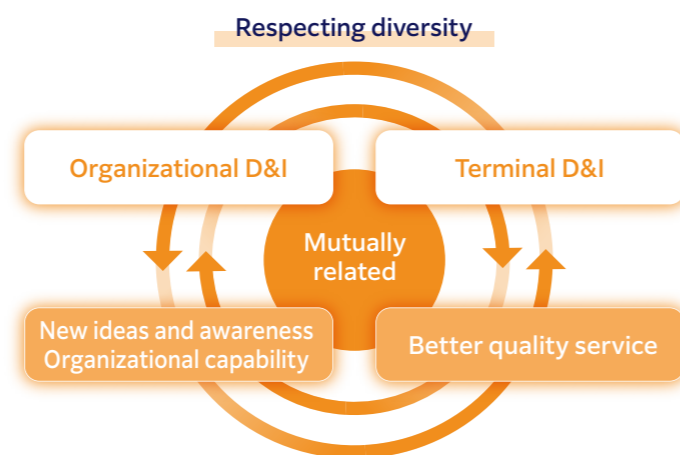 Respecting diversity
Organizational D&I
Terminal D&I
Mutually
related
New ideas and awareness
Organizational capability
Better quality service